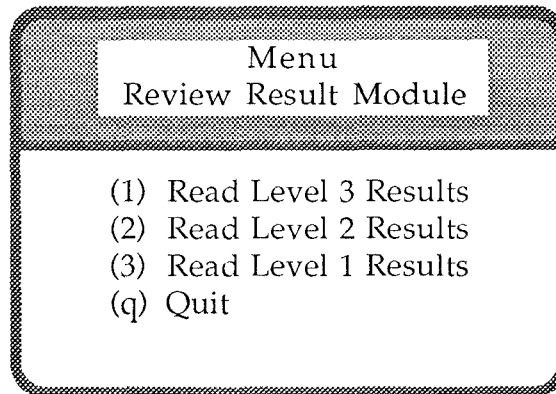 Menu
Review Result Module
(1) Read Level 3 Results
(2) Read Level 2 Results
(3) Read Level 1 Results
(q) Quit